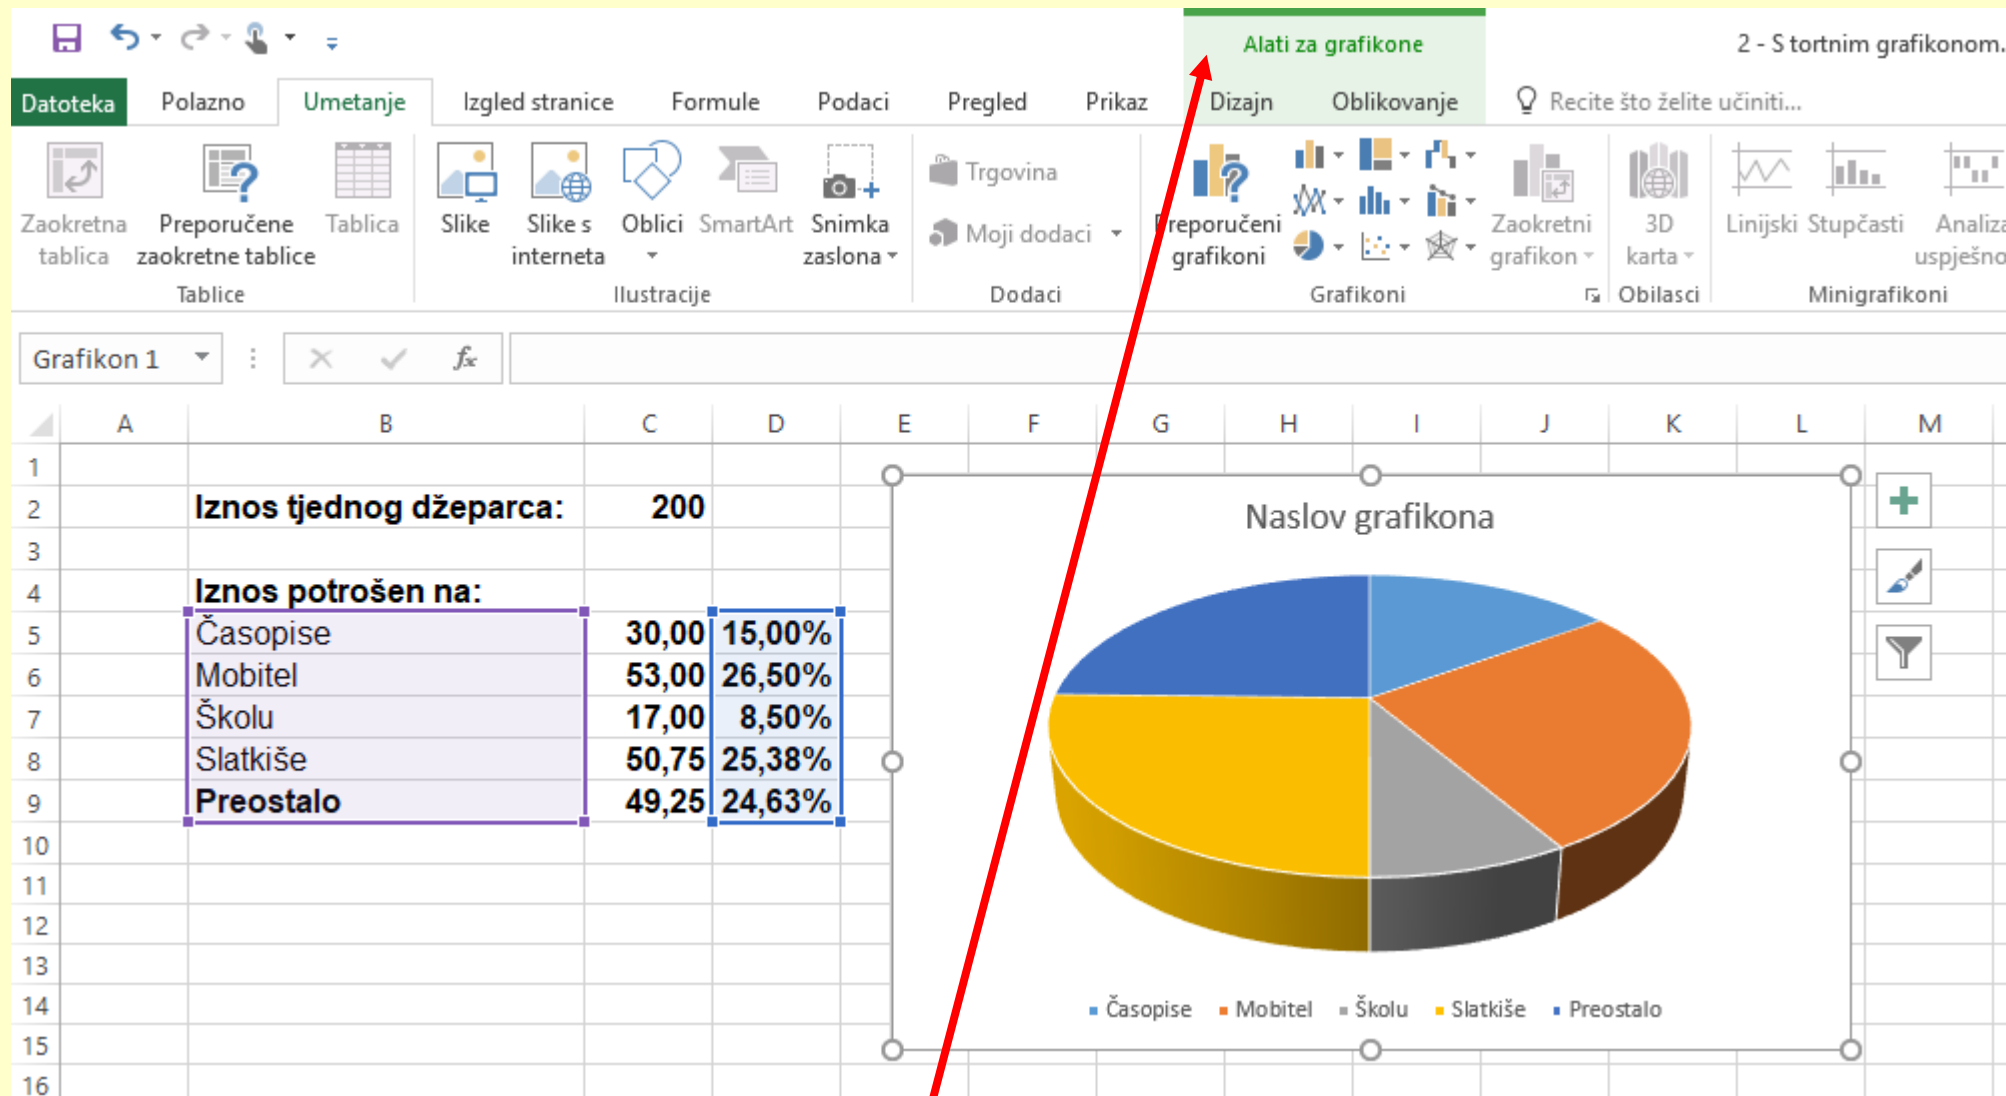 Alati za grafikone
2 - S tortnim grafikonom.
Datoteka Polazno Umetanje Izgled stranice Formule Podaci Pregled Prikaz Dizajn Oblikovanje Recite što želite učiniti...
Zaokretna tablica
Preporučene zaokretne tablice
Tablica
Slike
Slike s interneta
Oblici
SmartArt
Snimka zaslona
Trgovina
Moji dodaci
Preporučeni grafikoni
Zaokretni grafikon
3D karta
Linijski
Stupčasti
Tablice Ilustracije Dodaci Grafikoni Obilasci Minigrafikoni
Analiza
Grafikon 1 fx
A B C D E F G H I J K L M
1
2 Iznos tjednog džeparca: 200
3
4 Iznos potrošen na:
5 Časopise 30,00 15,00%
6 Mobitel 53,00 26,50%
7 Školu 17,00 8,50%
8 Slatkiše 50,75 25,38%
9 Preostalo 49,25 24,63%
10
11
12
13
14
15
16
Naslov grafikona
Časopise Mobitel Školu Slatkiše Preostalo